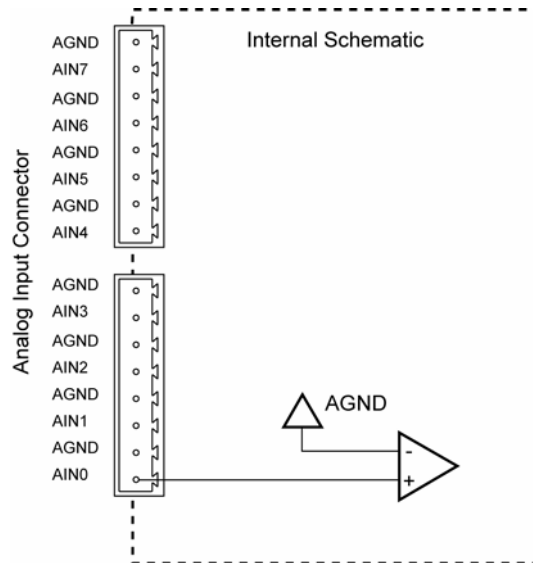 Internal Schematic
Analog Input Connector
AGND
AIN7
AGND
AIN6
AGND
AIN5
AGND
AIN4
AGND
AIN3
AGND
AIN2
AGND
AIN1
AGND
AIN0
AGND
-
+